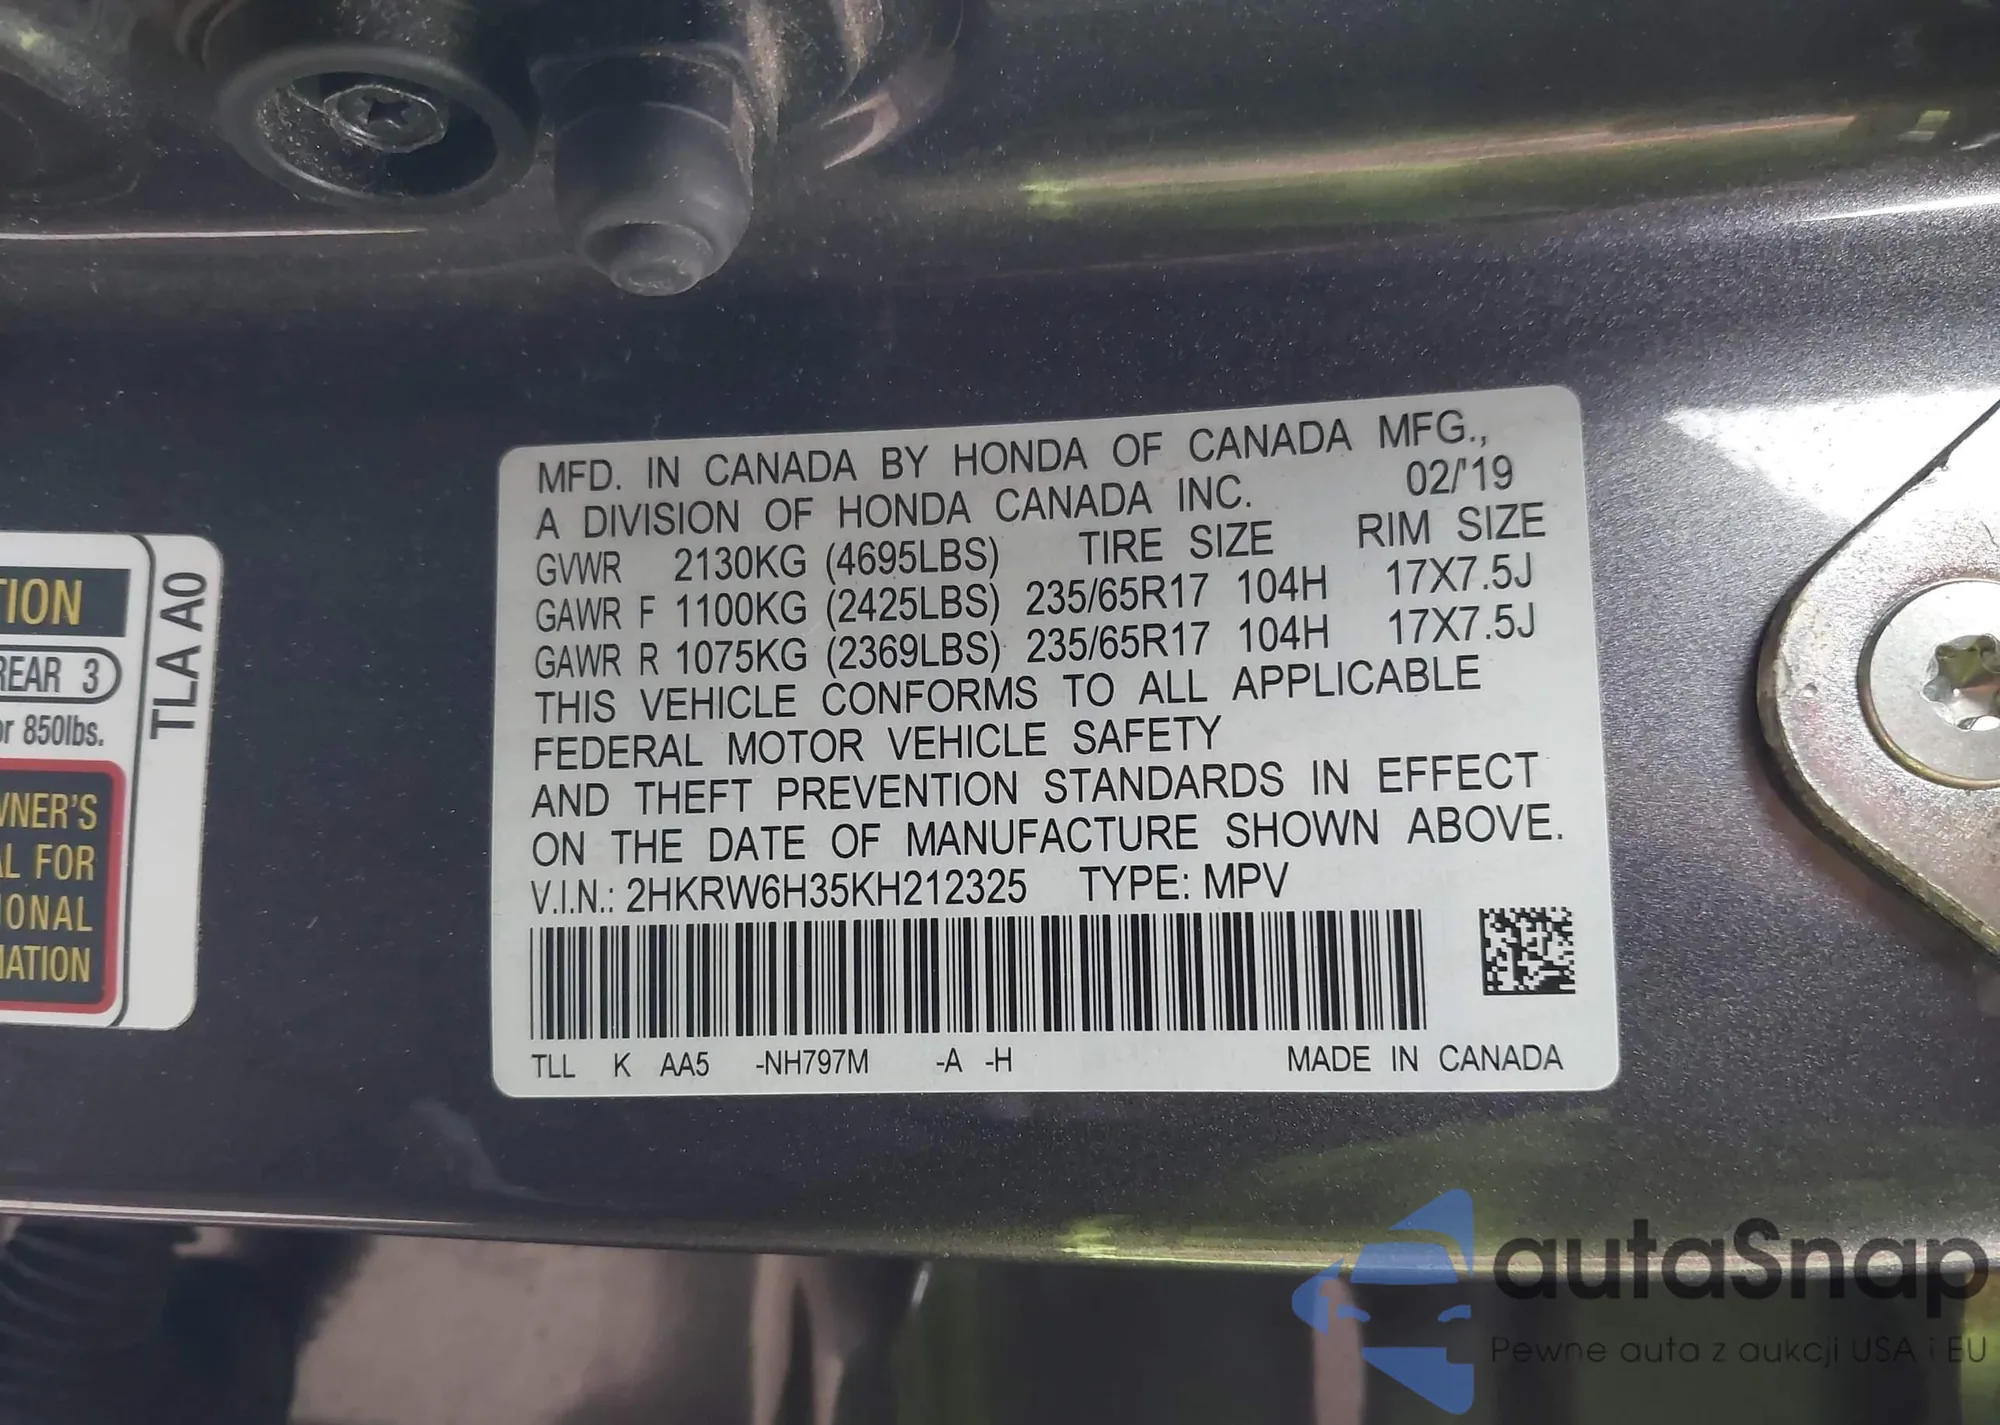 TION
REAR 3
or 850lbs.
WNER'S
AL FOR
IONAL
MATION
TLA A0
MFD. IN CANADA BY HONDA OF CANADA MFG.,
A DIVISION OF HONDA CANADA INC. 02/'19
GVWR 2130KG (4695LBS) TIRE SIZE RIM SIZE
GAWR F 1100KG (2425LBS) 235/65R17 104H 17X7.5J
GAWR R 1075KG (2369LBS) 235/65R17 104H 17X7.5J
THIS VEHICLE CONFORMS TO ALL APPLICABLE
FEDERAL MOTOR VEHICLE SAFETY
AND THEFT PREVENTION STANDARDS IN EFFECT
ON THE DATE OF MANUFACTURE SHOWN ABOVE.
V.I.N.: 2HKRW6H35KH212325 TYPE: MPV
TLL K AA5 -NH797M -A -H MADE IN CANADA
autaSnap
Pewne auta z aukcji USA i EU